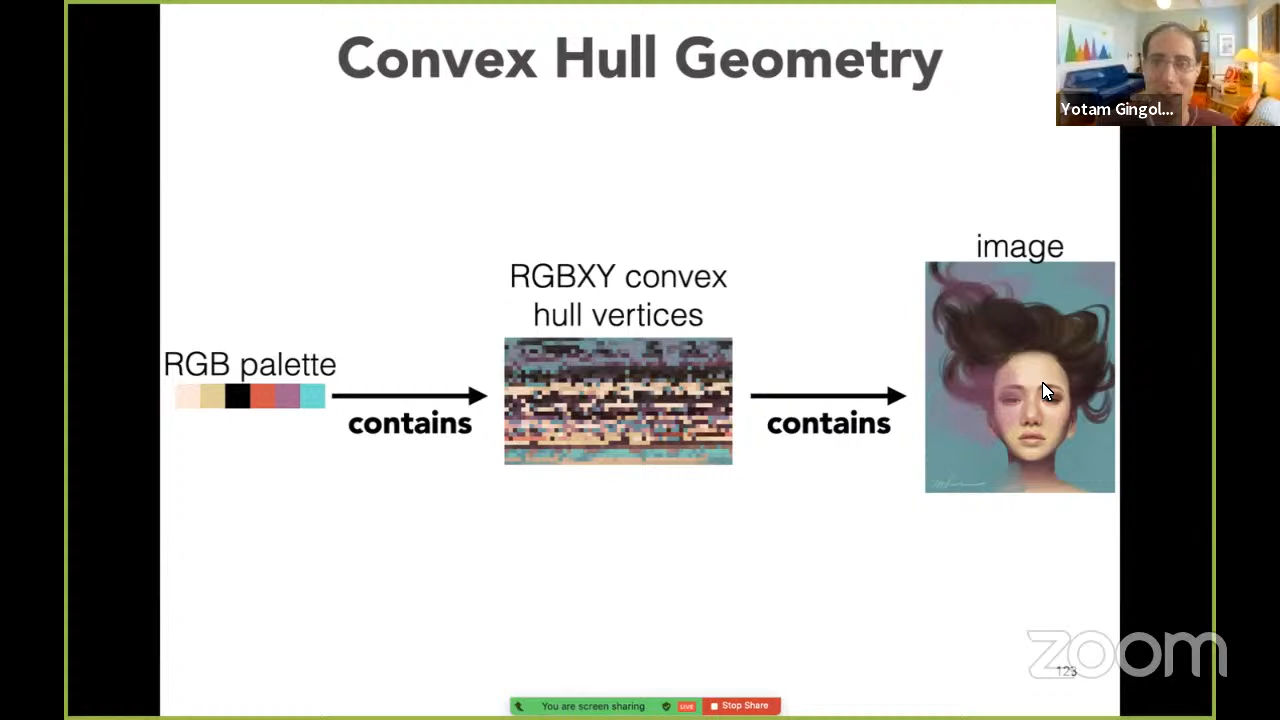 Convex Hull Geometry
Yotam Gingol...
image
RGBXY convex
hull vertices
RGB palette
contains
contains
zoom
123
You are screen sharing
LIVE
Stop Share